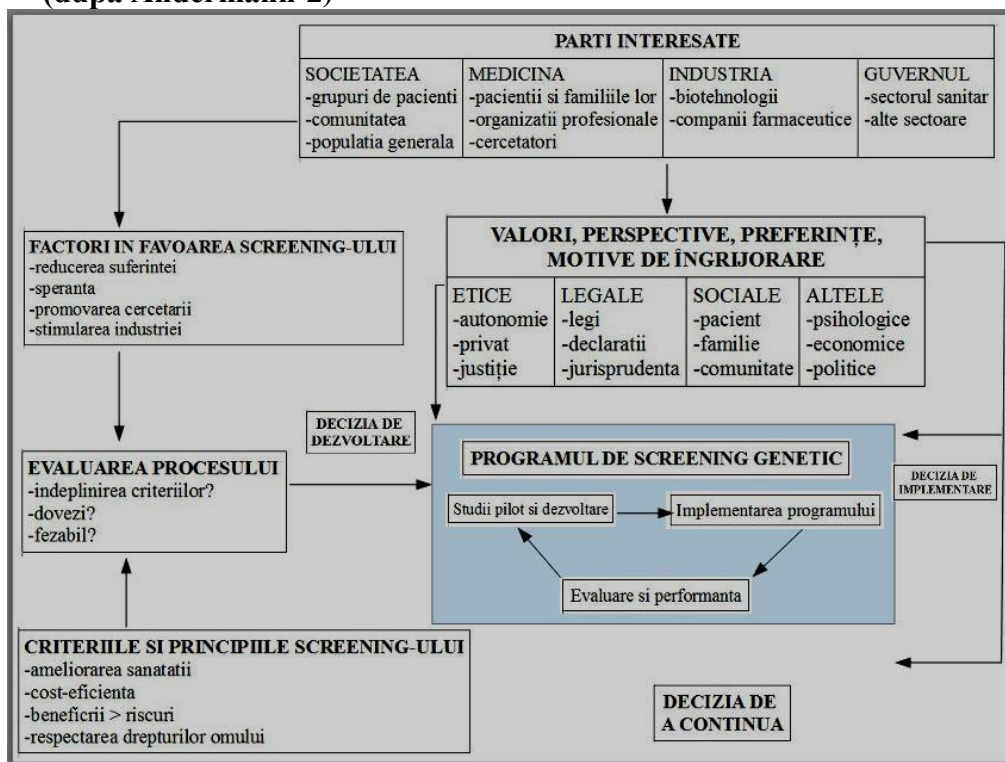 (după Andermann-2)
PARTI INTERESATE
SOCIETATEA
-grupuri de pacienti
-comunitatea
-populatia generala
MEDICINA
-pacientii si familiile lor
-organizatii profesionale
-cercetatori
INDUSTRIA
-biotehnologii
-companii farmaceutice
GUVERNUL
-sectorul sanitar
-alte sectoare
FACTORI IN FAVOAREA SCREENING-ULUI
-reducerea suferintei
-speranta
-promovarea cercetarii
-stimularea industriei
VALORI, PERSPECTIVE, PREFERINȚE,
MOTIVE DE ÎNGRIJORARE
ETICE
-autonomie
-privat
-justiție
LEGALE
-legi
-declaratii
-jurisprudenta
SOCIALE
-pacient
-familie
-comunitate
ALTELE
-psihologice
-economice
-politice
DECIZIA DE
DEZVOLTARE
EVALUAREA PROCESULUI
-indeplinirea criteriilor?
-dovezi?
-fezabil?
PROGRAMUL DE SCREENING GENETIC
Studii pilot si dezvoltare
Implementarea programului
Evaluare si performanta
DECIZIA DE
IMPLEMENTARE
CRITERIILE SI PRINCIPIILE SCREENING-ULUI
-ameliorarea sanatatii
-cost-eficienta
-beneficrii > riscuri
-respectarea drepturilor omului
DECIZIA DE
A CONTINUA